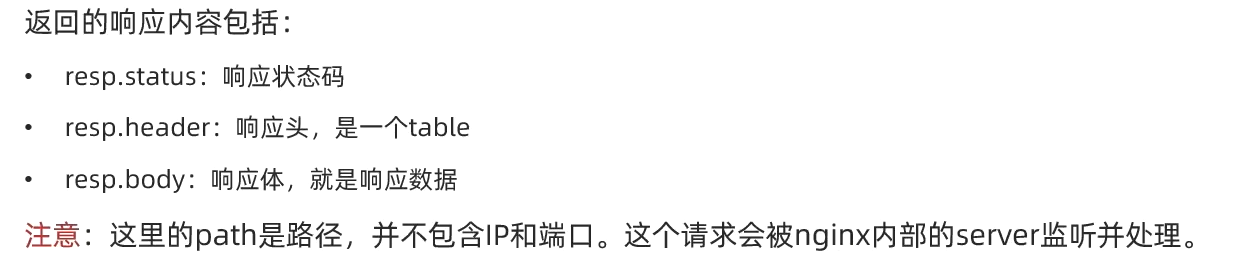 返回的响应内容包括：
• resp.status：响应状态码
• resp.header：响应头，是一个table
• resp.body：响应体，就是响应数据
注意：这里的path是路径，并不包含IP和端口。这个请求会被nginx内部的server监听并处理。